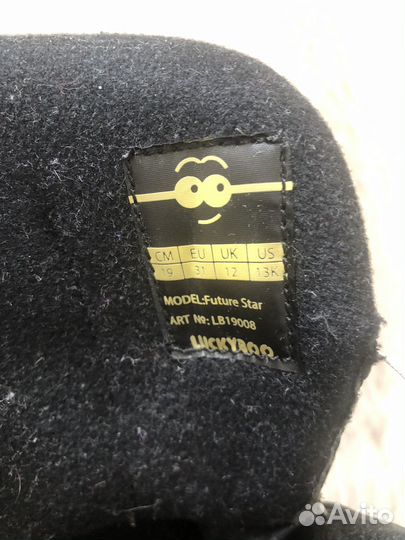 CM EU UK US
19 31 12 13K
MODEL:Future Star
ART №: LB19008
LUCKYBOO
Avito